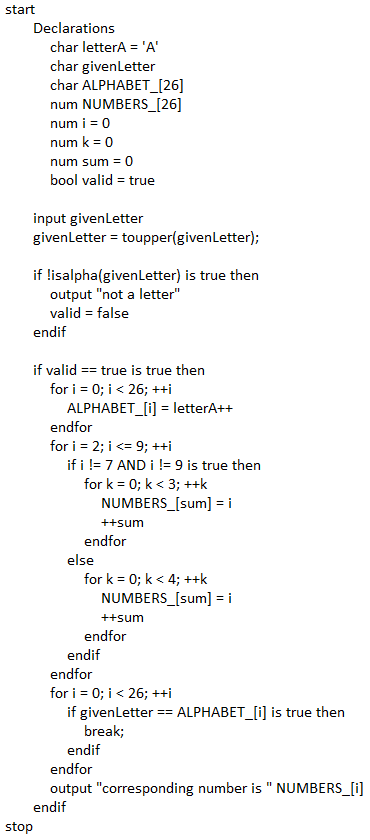 start
Declarations
char letterA = 'A'
char givenLetter
char ALPHABET_[26]
num NUMBERS_[26]
num i = 0
num k = 0
num sum = 0
bool valid = true
input givenLetter
givenLetter = toupper(givenLetter);
if !isalpha(givenLetter) is true then
output "not a letter"
valid = false
endif
if valid == true is true then
for i = 0; i < 26; ++i
ALPHABET_[i] = letterA++
endfor
for i = 2; i <= 9; ++i
if i != 7 AND i != 9 is true then
for k = 0; k < 3; ++k
NUMBERS_[sum] = i
++sum
endfor
else
for k = 0; k < 4; ++k
NUMBERS_[sum] = i
++sum
endfor
endif
endfor
for i = 0; i < 26; ++i
if givenLetter == ALPHABET_[i] is true then
break;
endif
endfor
output "corresponding number is " NUMBERS_[i]
endif
stop